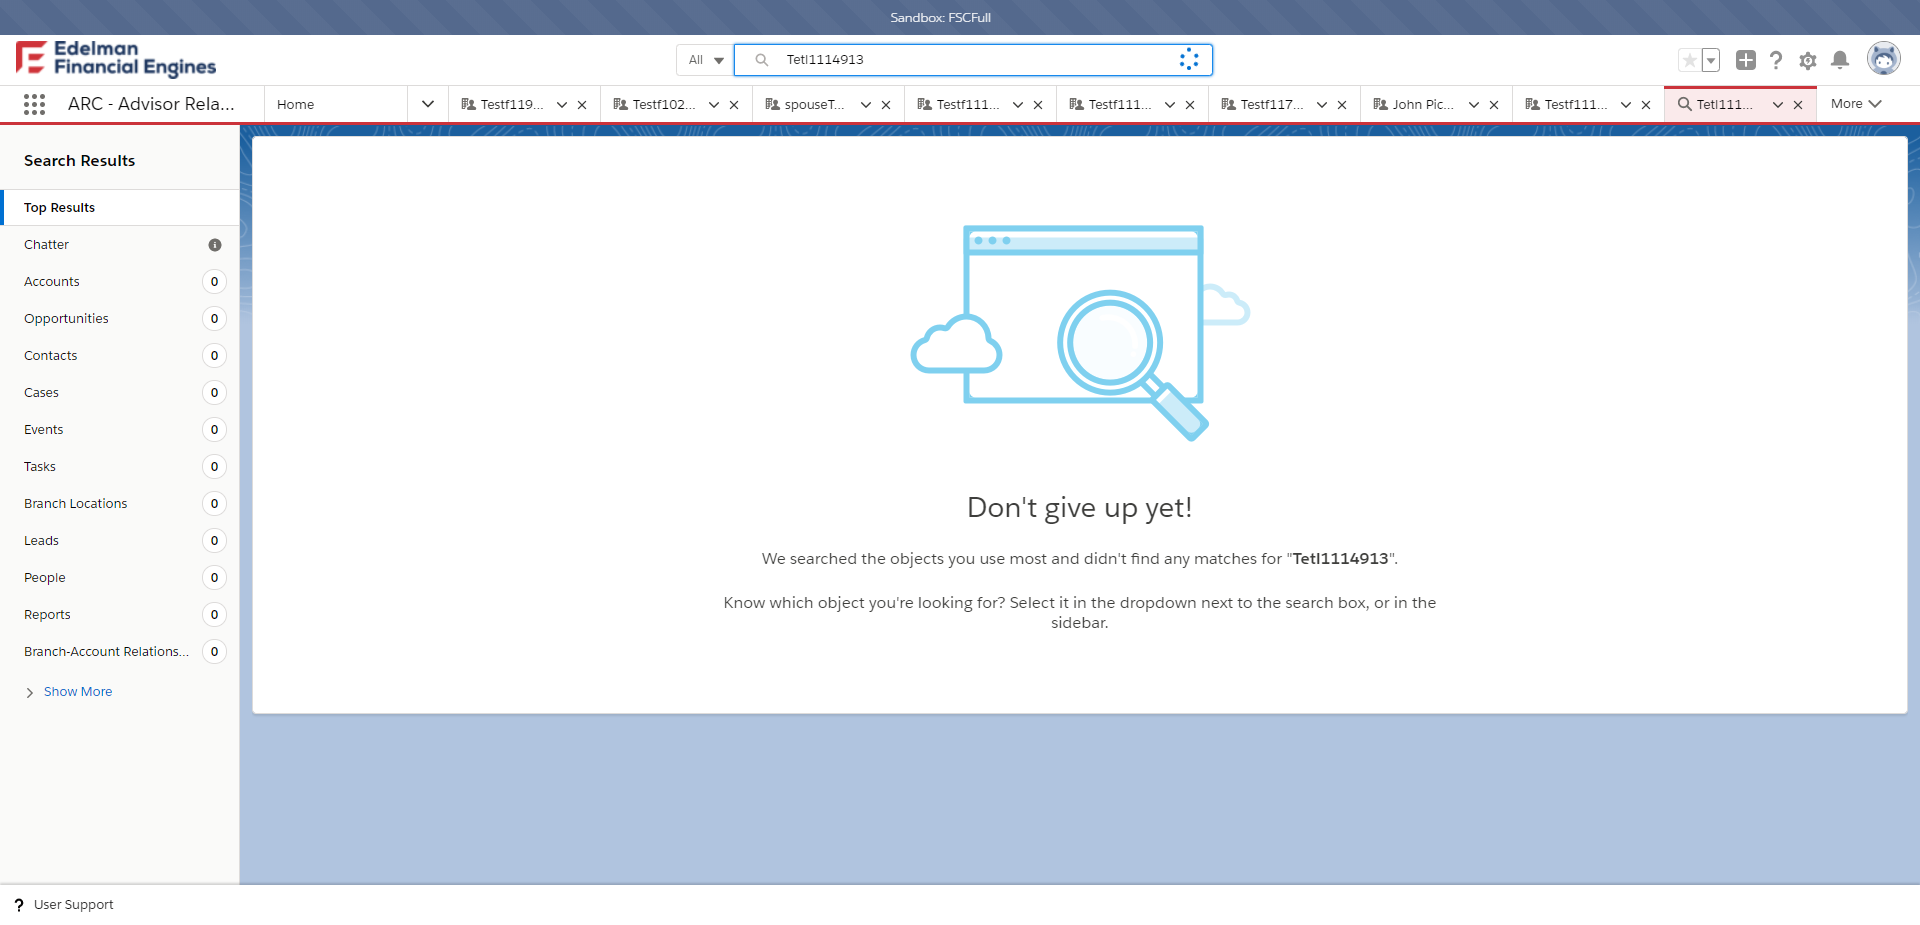 Sandbox: FSCFull
Edelman
Financial Engines
All
Tetl1114913
ARC - Advisor Rela...
Home
Testf119...
Testf102...
spouseT...
Testf111...
Testf111...
Testf117...
John Pic...
Testf111...
Tetl111...
More
Search Results
Top Results
Chatter
Accounts 0
Opportunities 0
Contacts 0
Cases 0
Events 0
Tasks 0
Branch Locations 0
Leads 0
People 0
Reports 0
Branch-Account Relations... 0
Show More
Don't give up yet!
We searched the objects you use most and didn't find any matches for "Tetl1114913".
Know which object you're looking for? Select it in the dropdown next to the search box, or in the
sidebar.
? User Support